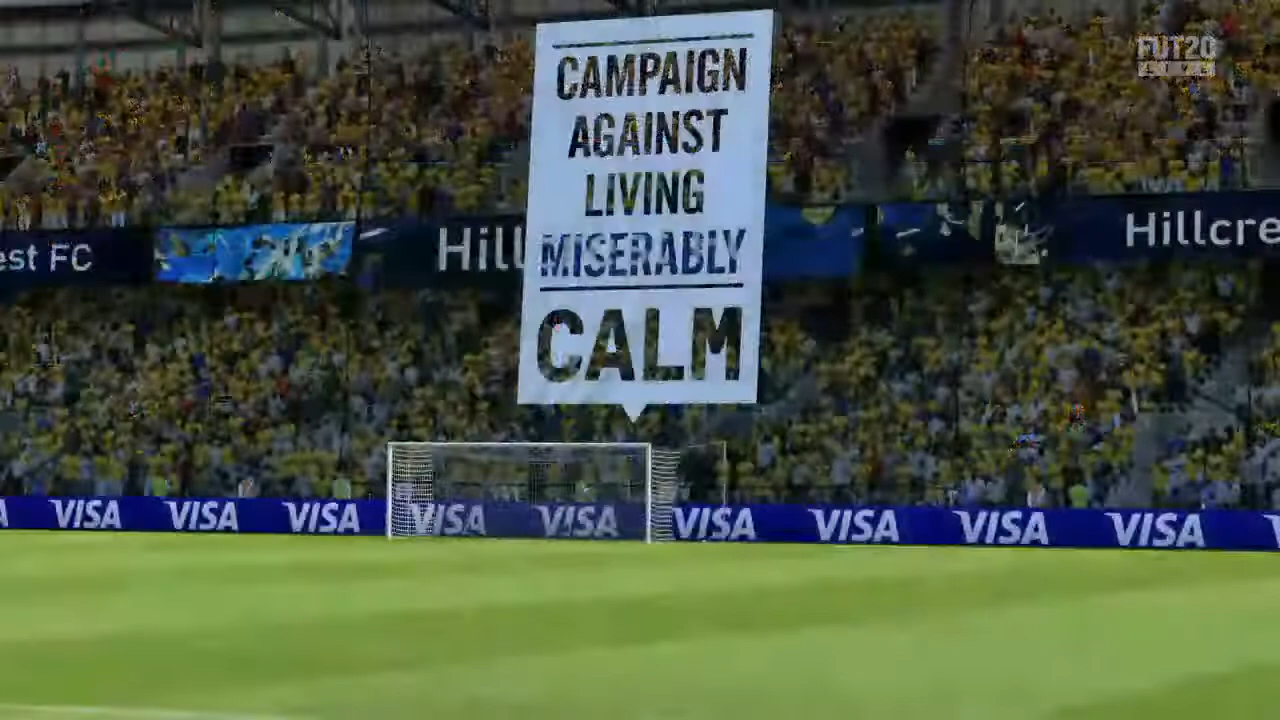 FUT20
CAMPAIGN
AGAINST
LIVING
MISERABLY
CALM
est FC
Hill
Hillcre
VISA VISA VISA VISA VISA VISA VISA VISA VISA